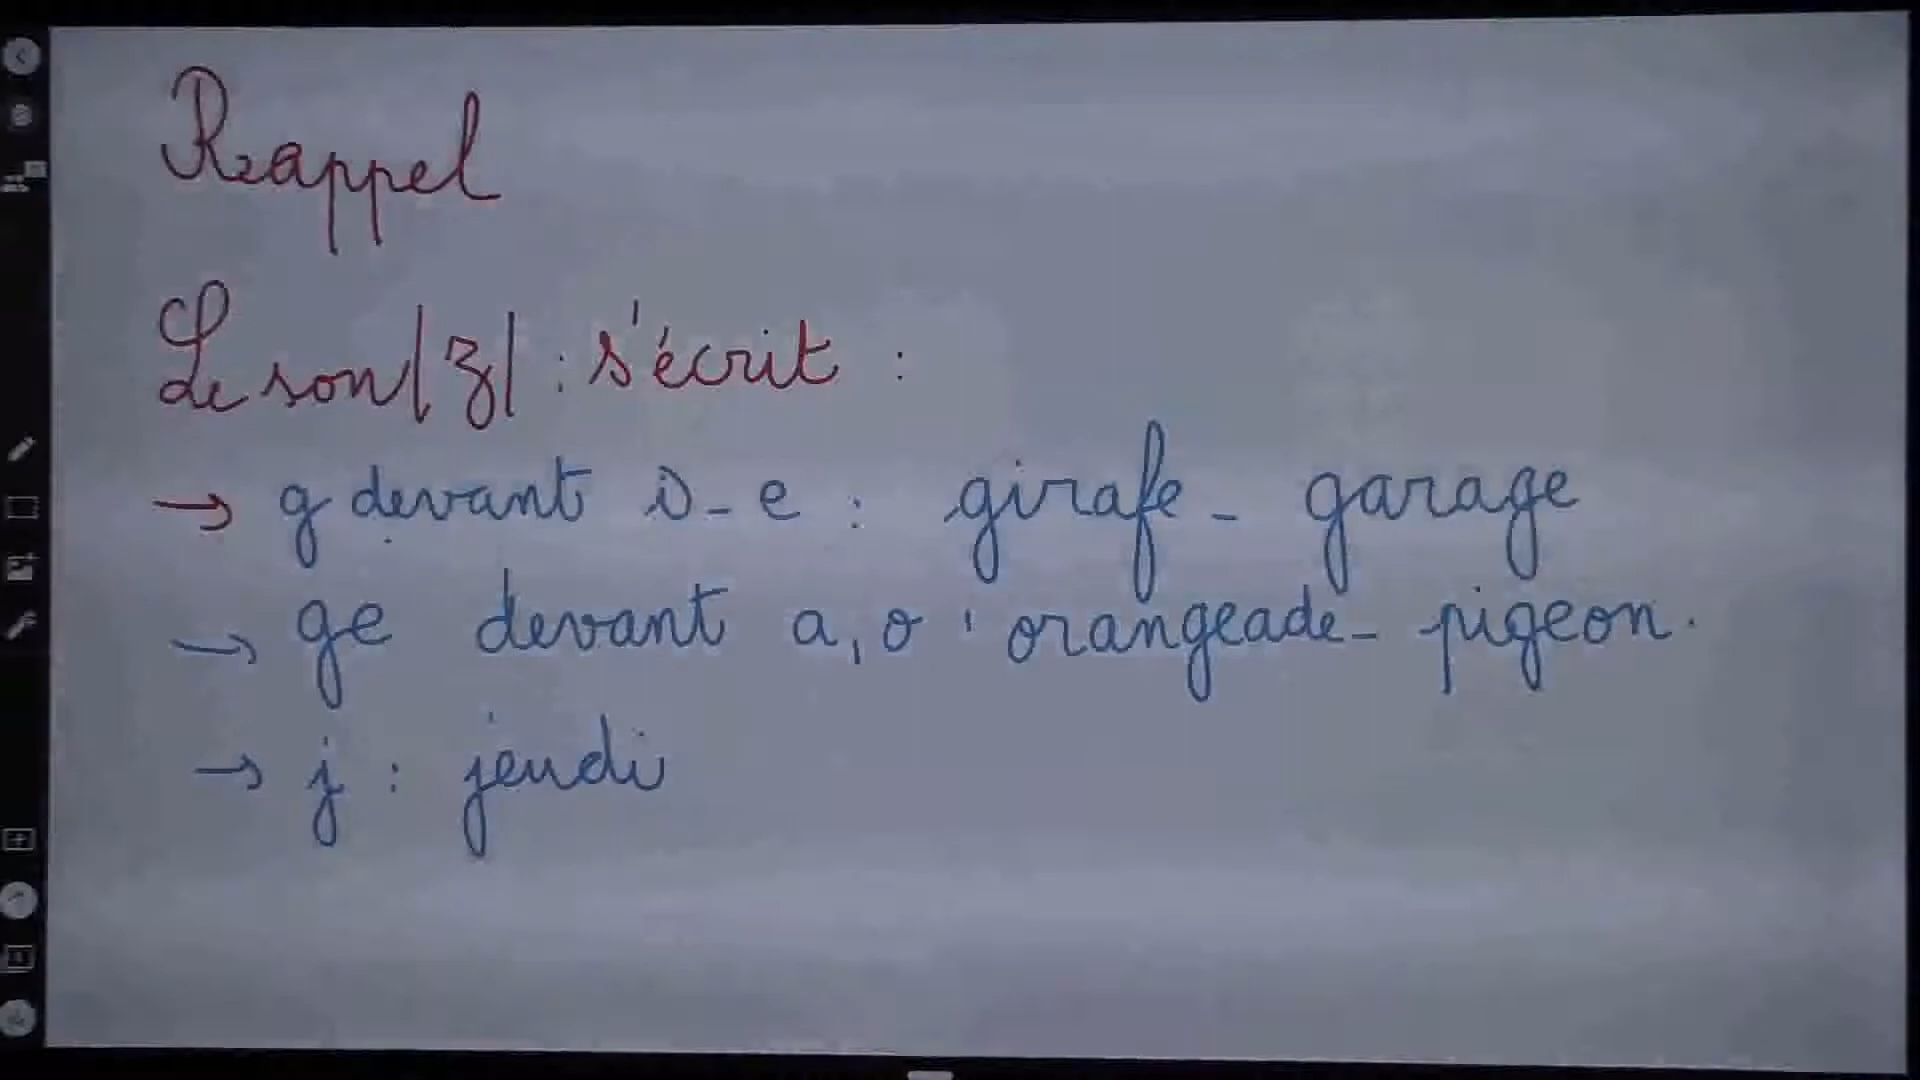 Rappel
Le son /ʒ/ : s'écrit :
→ g devant i - e : girafe - garage
→ ge devant a, o : orangeade - pigeon.
→ j : jeudi